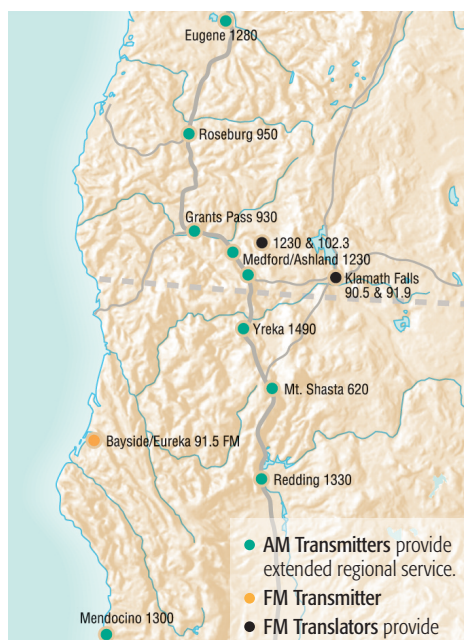 Eugene 1280
Roseburg 950
Grants Pass 930
1230 & 102.3
Medford/Ashland 1230
Klamath Falls
90.5 & 91.9
Yreka 1490
Mt. Shasta 620
Bayside/Eureka 91.5 FM
Redding 1330
AM Transmitters provide
extended regional service.
FM Transmitter
FM Translators provide
Mendocino 1300